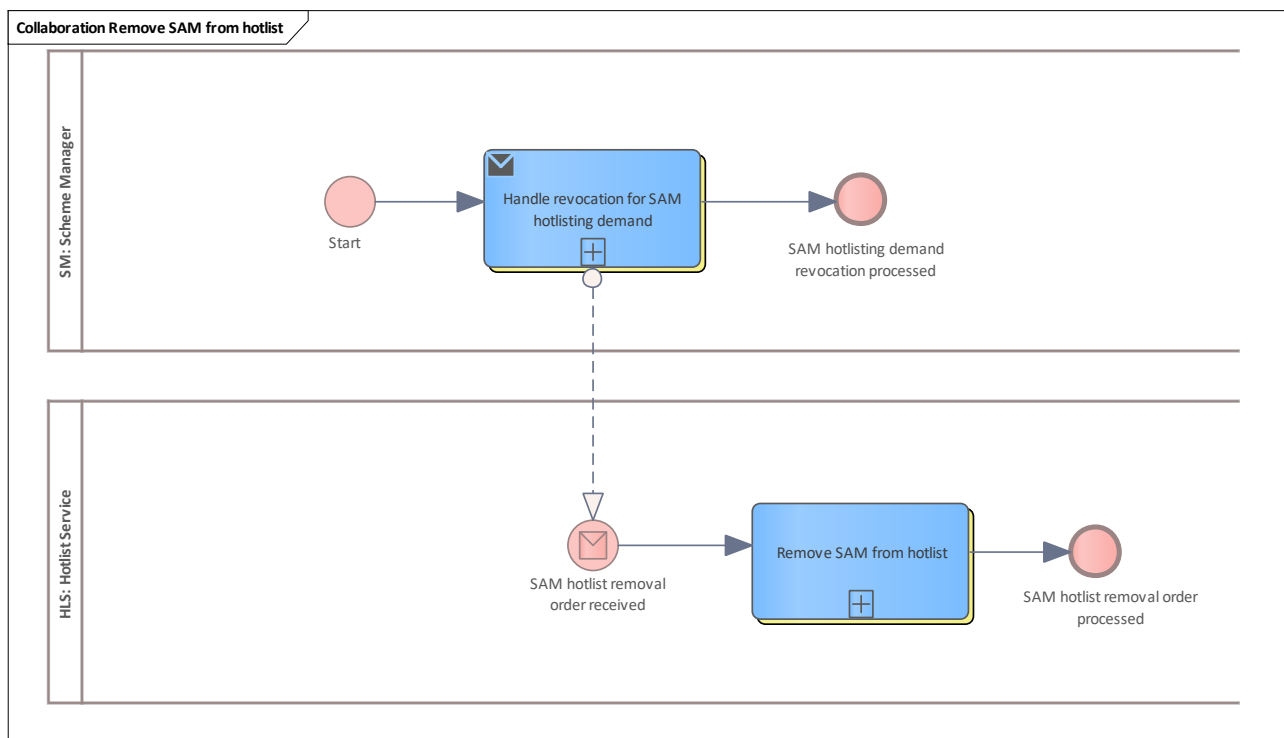 Collaboration Remove SAM from hotlist
SM: Scheme Manager
Start
Handle revocation for SAM
hotlisting demand
SAM hotlisting demand
revocation processed
HLS: Hotlist Service
SAM hotlist removal
order received
Remove SAM from hotlist
SAM hotlist removal order
processed